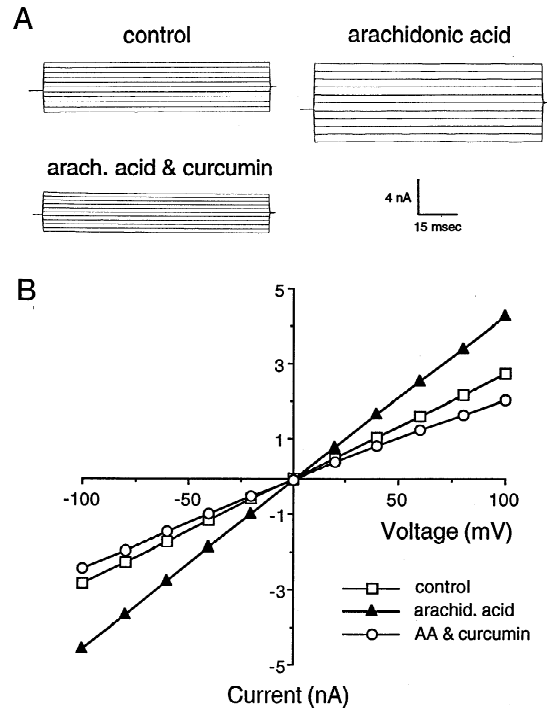 A
control
arachidonic acid
arach. acid & curcumin
4 nA
15 msec
B
5
3
1
-100
-50
50
100
-1
Voltage (mV)
-3
control
arachid. acid
AA & curcumin
-5
Current (nA)